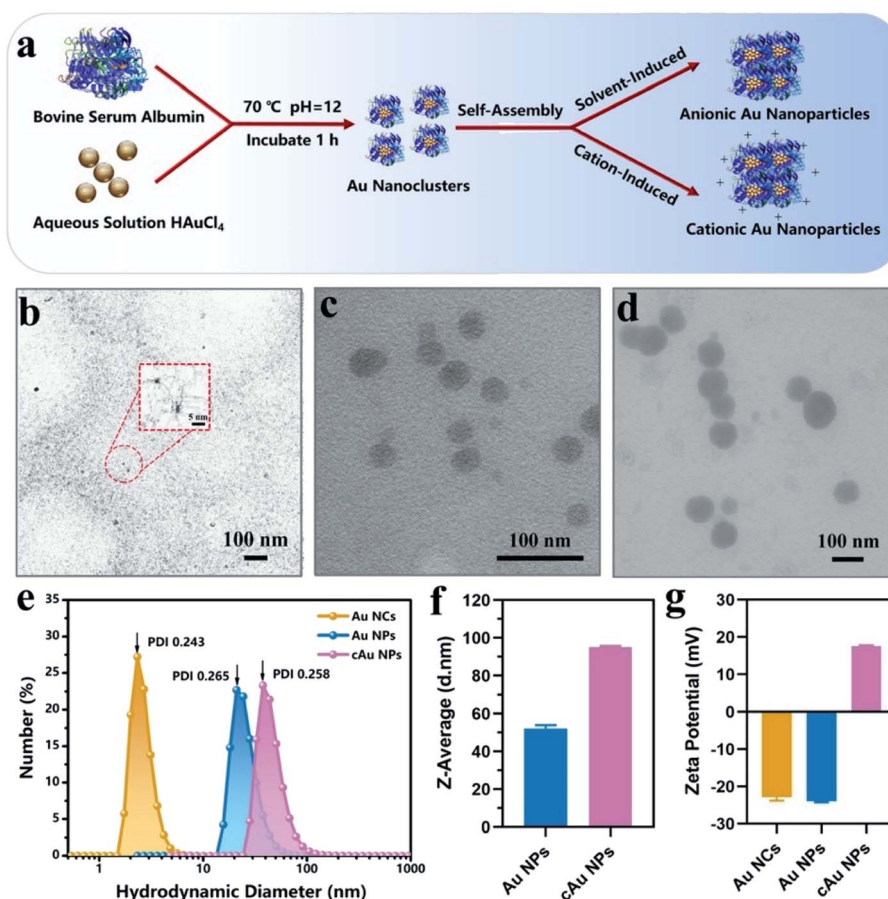 a
Bovine Serum Albumin
Aqueous Solution HAuCl₄
70 ℃ pH=12
Incubate 1 h
Au Nanoclusters
Self-Assembly
Solvent-Induced
Cation-Induced
Anionic Au Nanoparticles
+ + + + + + + +
Cationic Au Nanoparticles
b
5 nm
100 nm
c
100 nm
d
100 nm
e
Number (%)
35
30
25
20
15
10
5
0
PDI 0.243
PDI 0.265
PDI 0.258
Au NCs
Au NPs
cAu NPs
1 10 100 1000
Hydrodynamic Diameter (nm)
f
Z-Average (d.nm)
120
100
80
60
40
20
0
Au NPs
cAu NPs
g
Zeta Potential (mV)
30
20
10
0
-10
-20
-30
Au NCs
Au NPs
cAu NPs